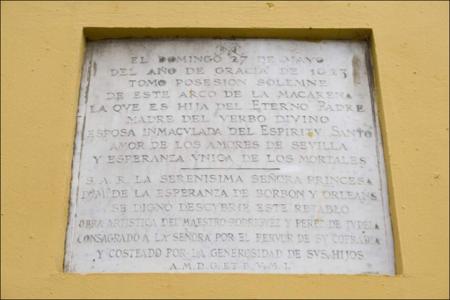 EL DOMINGO 27 DE MAYO
DEL AÑO DE GRACIA DE 1923
TOMO POSESION SOLEMNE
DE ESTE ARCO DE LA MACARENA
LA QUE ES HIJA DEL ETERNO PADRE
MADRE DEL VERBO DIVINO
ESPOSA INMACULADA DEL ESPIRITU SANTO
AMOR DE LOS AMORES DE SEVILLA
Y ESPERANZA VNICA DE LOS MORTALES
S.A.R. LA SERENISIMA SEÑORA PRINCESA
DE LA ESPERANZA DE BORBON Y ORLEANS
SE DIGNO DESCVBRIR ESTE RETABLO
OBRA ARTISTICA DEL MAESTRO RODRIGVEZ Y PEREZ DE TVDELA
CONSAGRADO A LA SEÑORA POR EL FERVOR DE SV COFRADIA
Y COSTEADO POR LA GENEROSIDAD DE SVS HIJOS